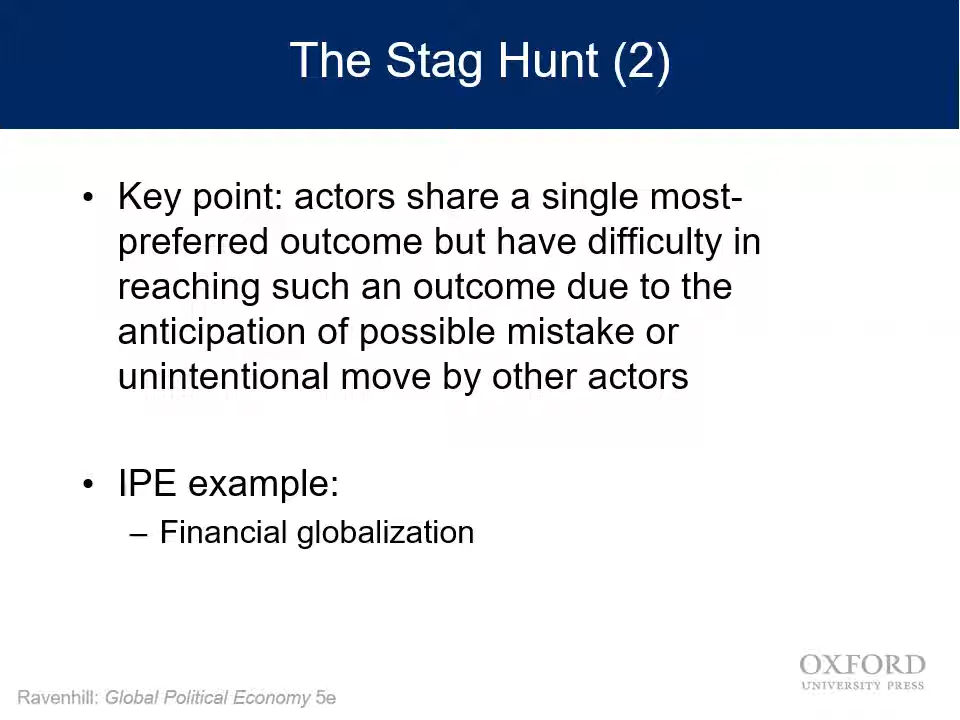 The Stag Hunt (2)
• Key point: actors share a single most-
preferred outcome but have difficulty in
reaching such an outcome due to the
anticipation of possible mistake or
unintentional move by other actors
• IPE example:
– Financial globalization
OXFORD
UNIVERSITY PRESS
Ravenhill: Global Political Economy 5e